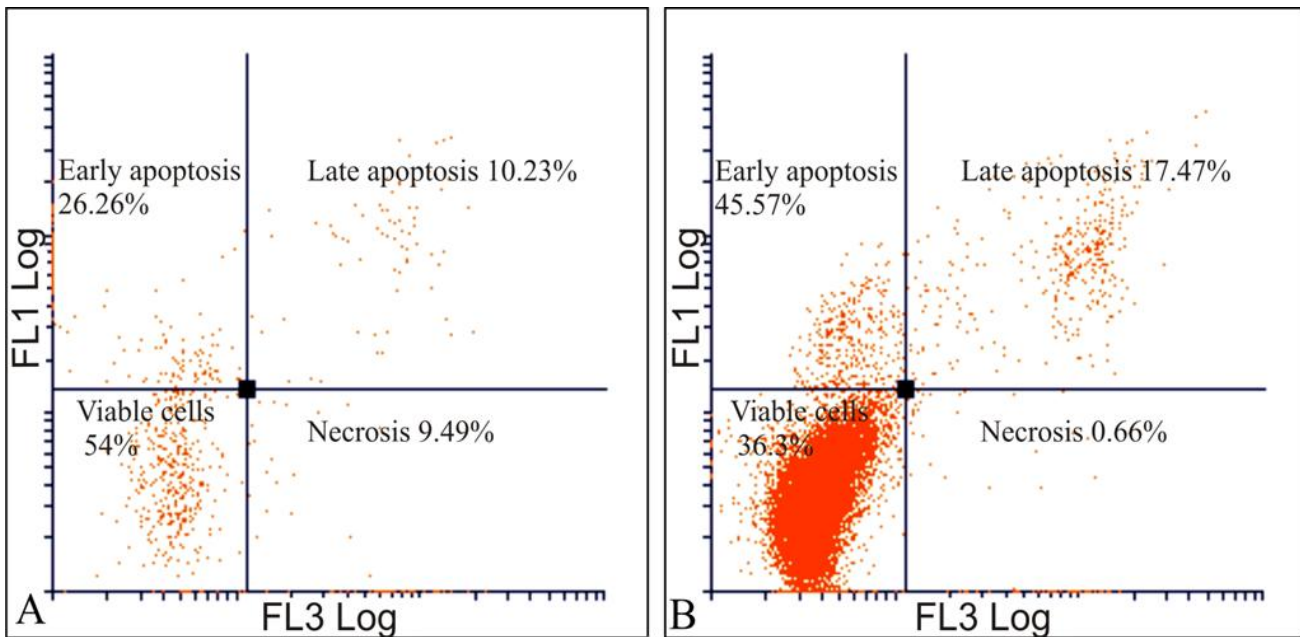 Early apoptosis
26.26%
Late apoptosis 10.23%
FL1 Log
Viable cells
54%
Necrosis 9.49%
A
FL3 Log
Early apoptosis
45.57%
Late apoptosis 17.47%
FL1 Log
Viable cells
36.3%
Necrosis 0.66%
B
FL3 Log